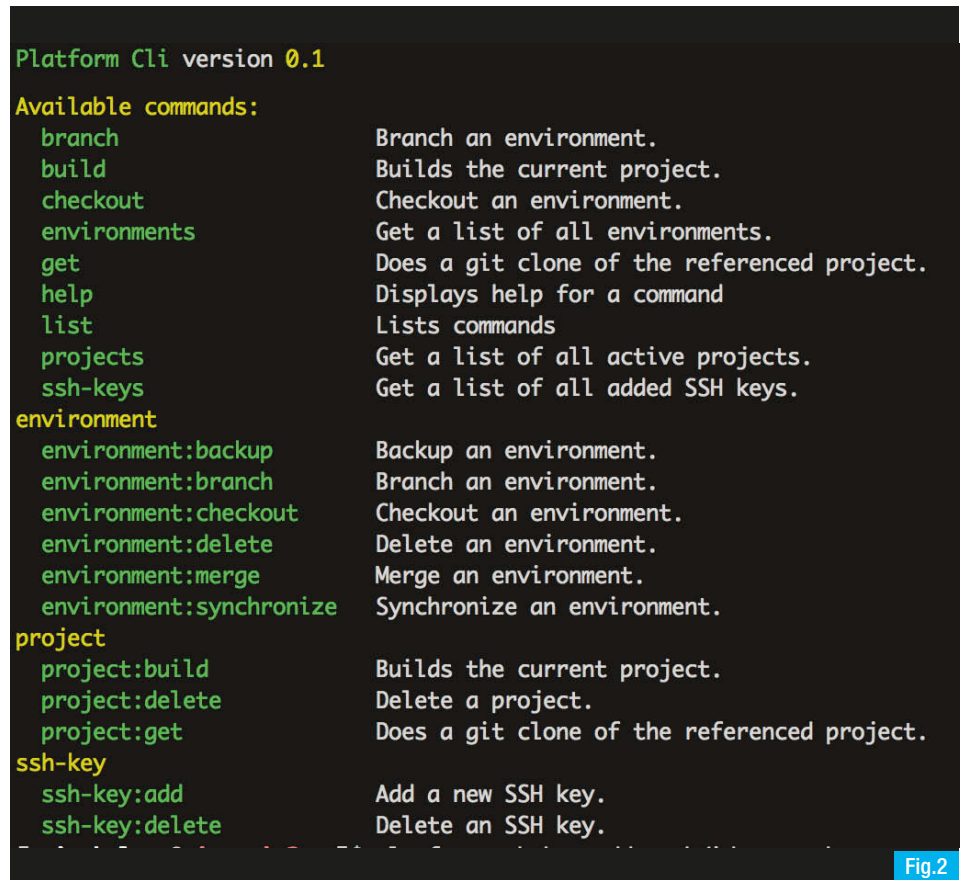 Platform Cli version 0.1
Available commands:
branch Branch an environment.
build Builds the current project.
checkout Checkout an environment.
environments Get a list of all environments.
get Does a git clone of the referenced project.
help Displays help for a command
list Lists commands
projects Get a list of all active projects.
ssh-keys Get a list of all added SSH keys.
environment
environment:backup Backup an environment.
environment:branch Branch an environment.
environment:checkout Checkout an environment.
environment:delete Delete an environment.
environment:merge Merge an environment.
environment:synchronize Synchronize an environment.
project
project:build Builds the current project.
project:delete Delete a project.
project:get Does a git clone of the referenced project.
ssh-key
ssh-key:add Add a new SSH key.
ssh-key:delete Delete an SSH key.
Fig.2